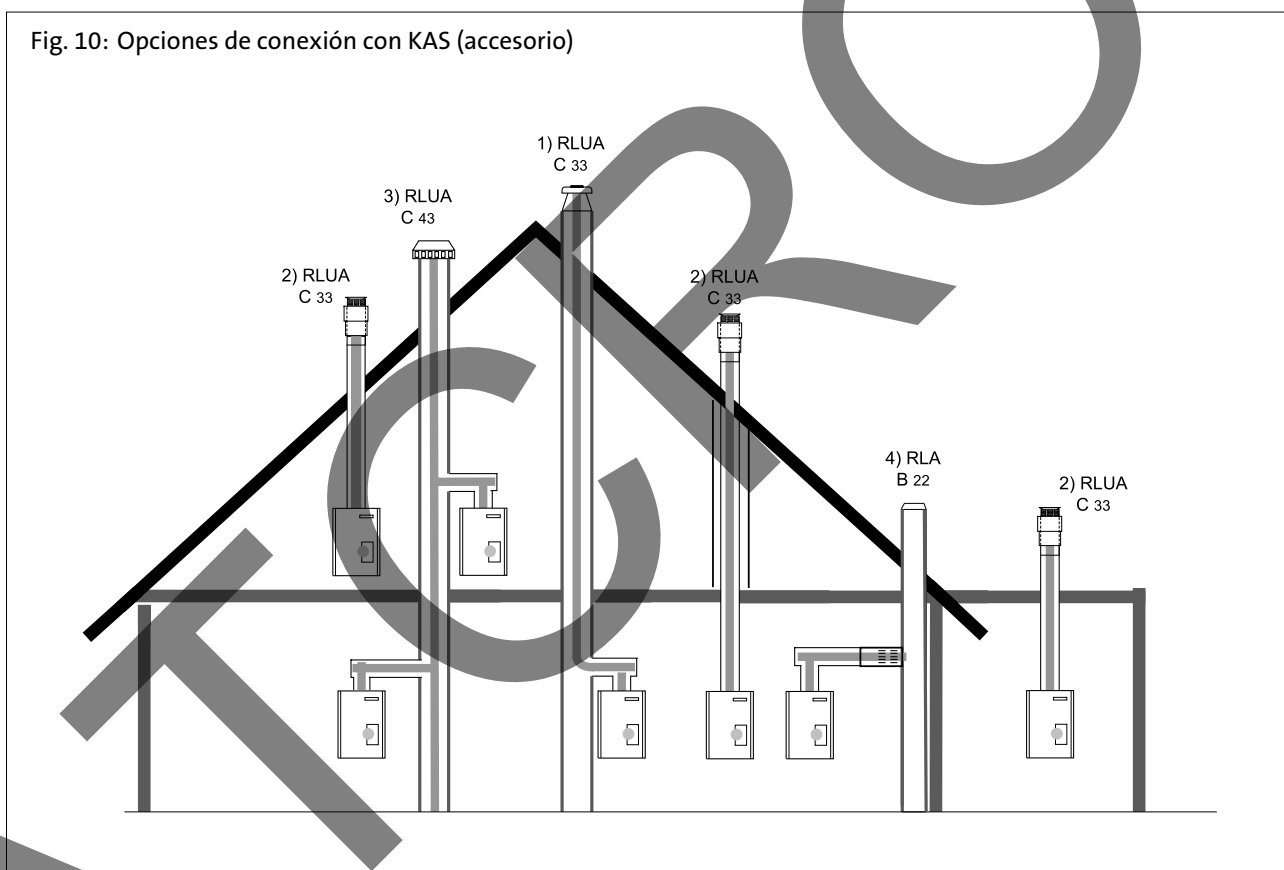 Fig. 10: Opciones de conexión con KAS (accesorio)
1) RLUA
C 33
3) RLUA
C 43
2) RLUA
C 33
2) RLUA
C 33
4) RLA
B 22
2) RLUA
C 33